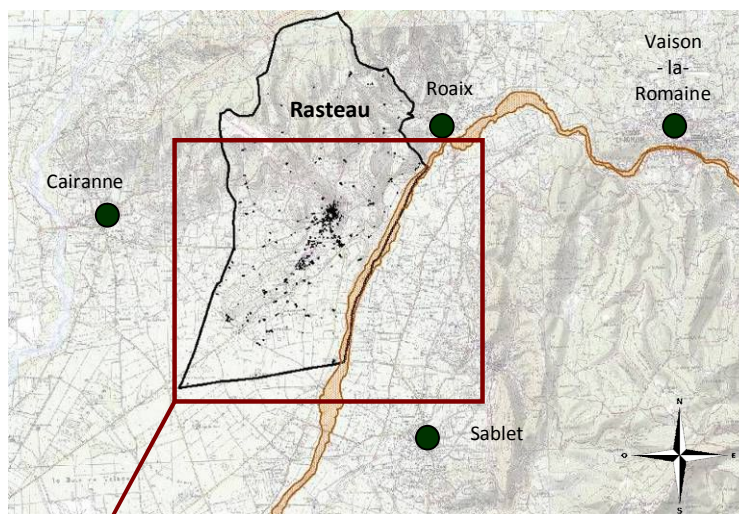 Vaison
- la-
Romaine
Roaix
Rasteau
Cairanne
Sablet
N
O
E
S